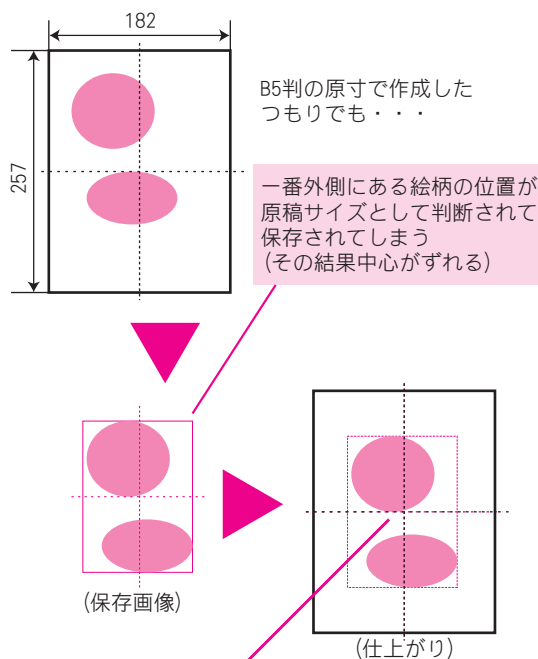 182
257
B5判の原寸で作成した
つもりでも・・・
一番外側にある絵柄の位置が
原稿サイズとして判断されて
保存されてしまう
(その結果中心がずれる)
(保存画像)
(仕上がり)